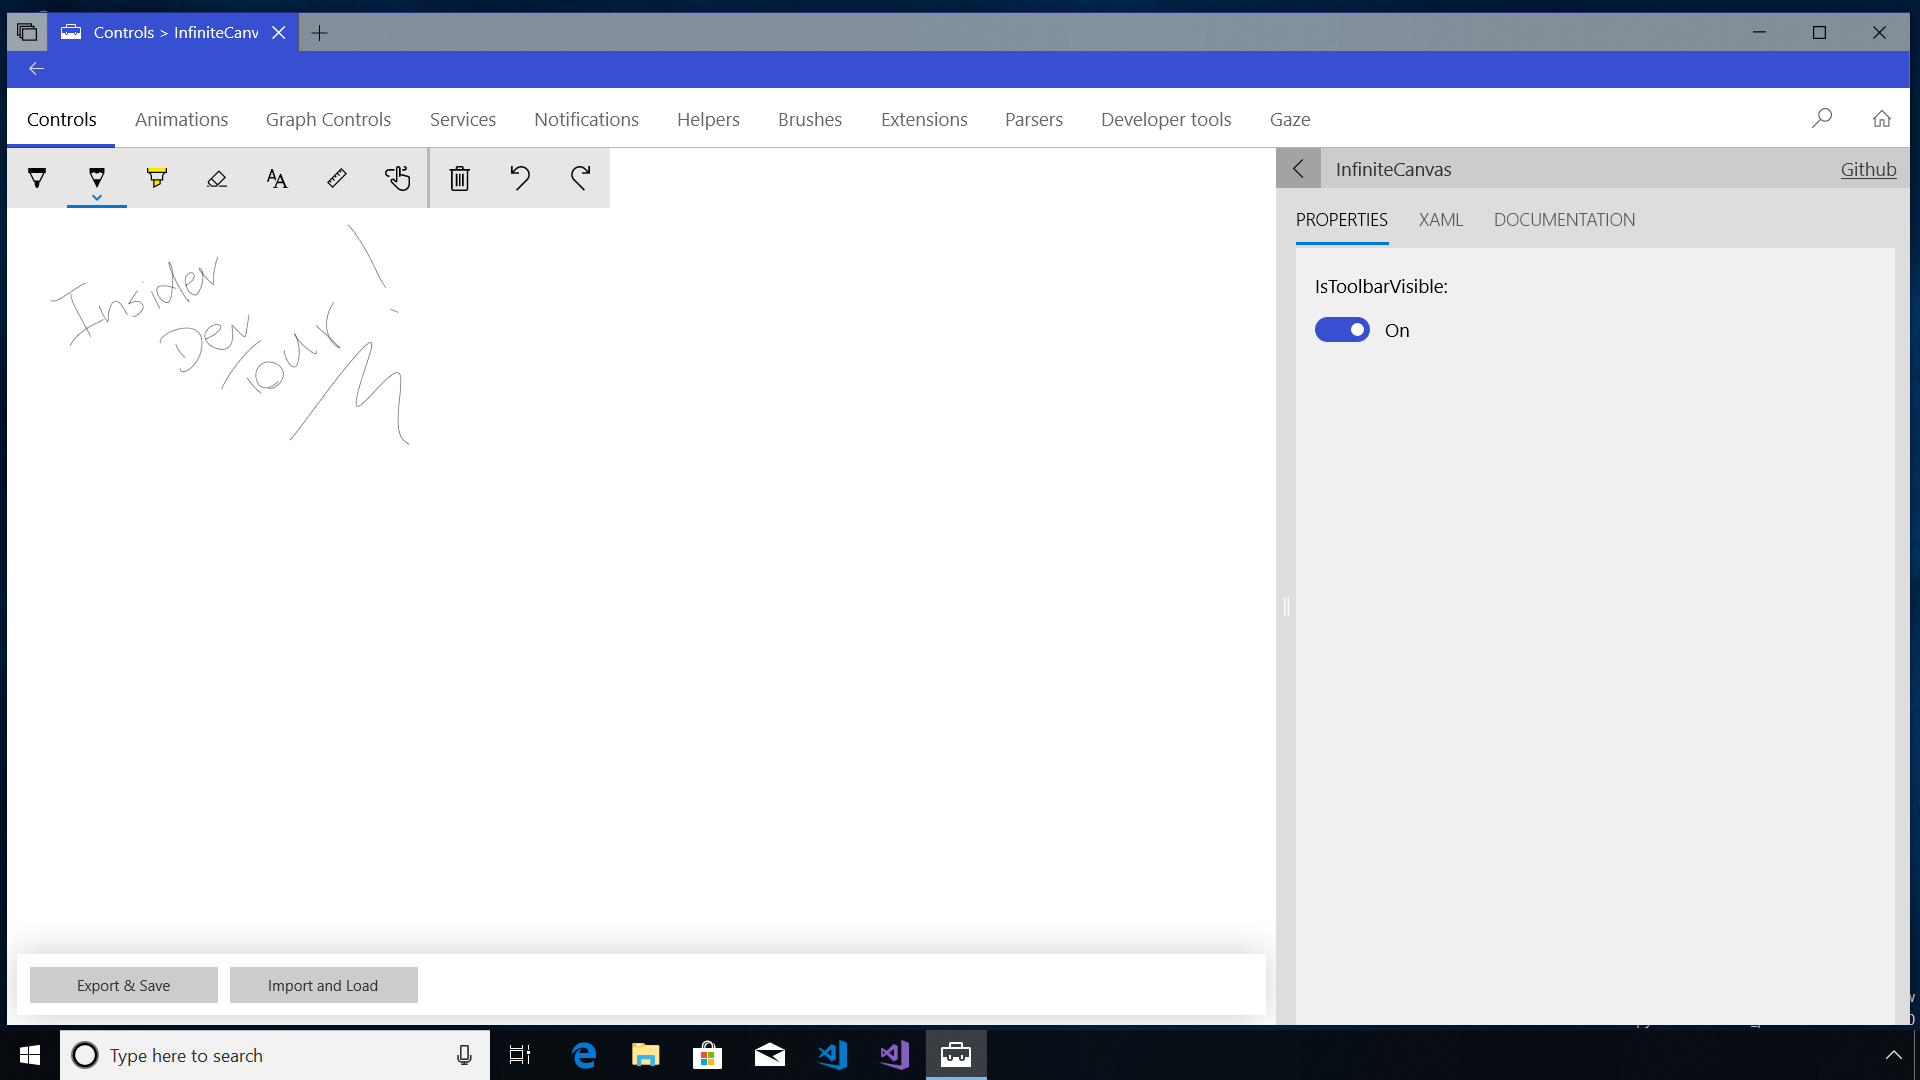 Controls > InfiniteCanv
Controls Animations Graph Controls Services Notifications Helpers Brushes Extensions Parsers Developer tools Gaze
InfiniteCanvas Github
PROPERTIES XAML DOCUMENTATION
IsToolbarVisible:
On
Insider
Dev
Tour!
Export & Save Import and Load
Type here to search